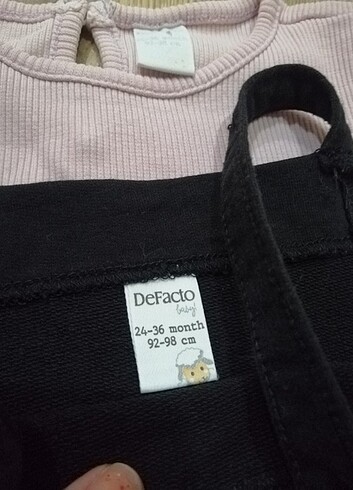 DeFacto
baby
24-36 month
92-98 cm